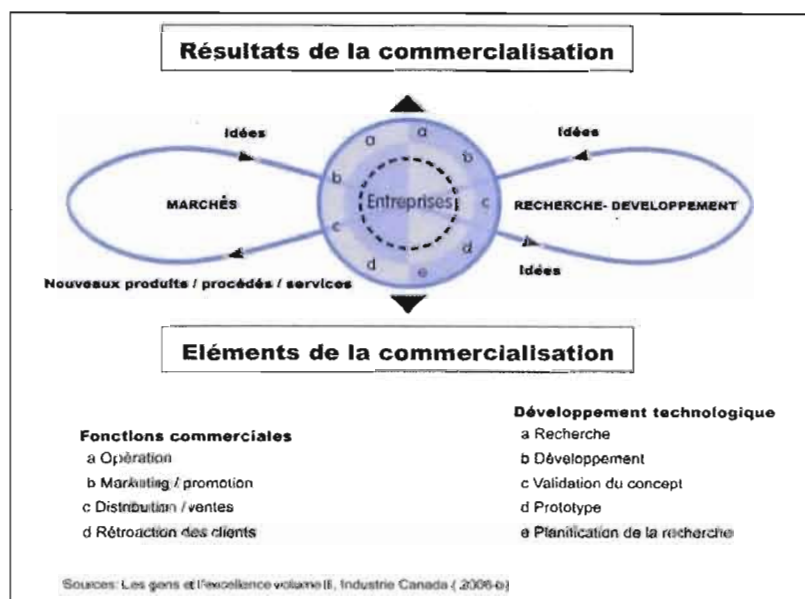 Résultats de la commercialisation
Idées
Idées
a
a
b
b
MARCHÉS
Entreprises
c
RECHERCHE- DEVELOPPEMENT
c
d
d
e
Idées
Nouveaux produits / procédés / services
Eléments de la commercialisation
Fonctions commerciales
a Opération
b Marketing / promotion
c Distribution / ventes
d Rétroaction des clients
Développement technologique
a Recherche
b Développement
c Validation du concept
d Prototype
e Planification de la recherche
Sources: Les gens et l'excellence volume II, Industrie Canada ( 2006-b)